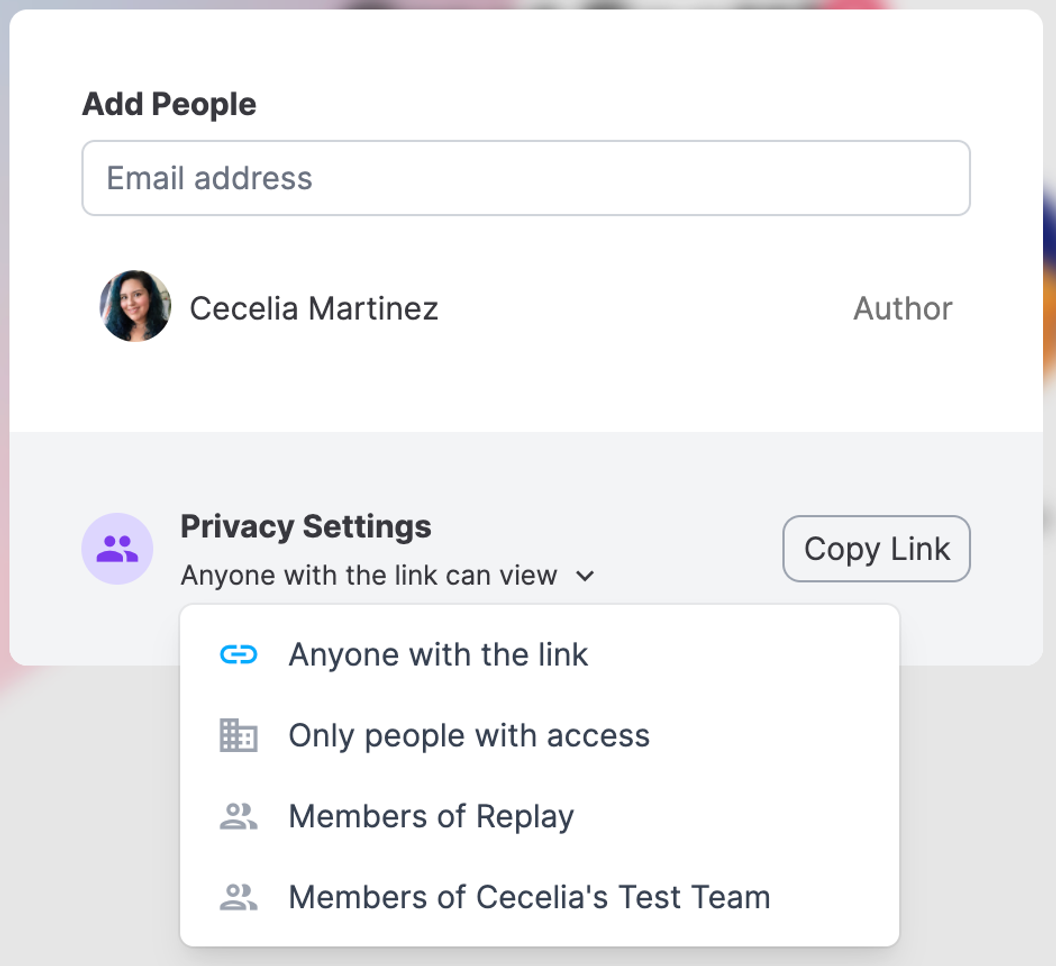 Add People
Email address
Cecelia Martinez
Author
Privacy Settings
Anyone with the link can view
Copy Link
Anyone with the link
Only people with access
Members of Replay
Members of Cecelia's Test Team